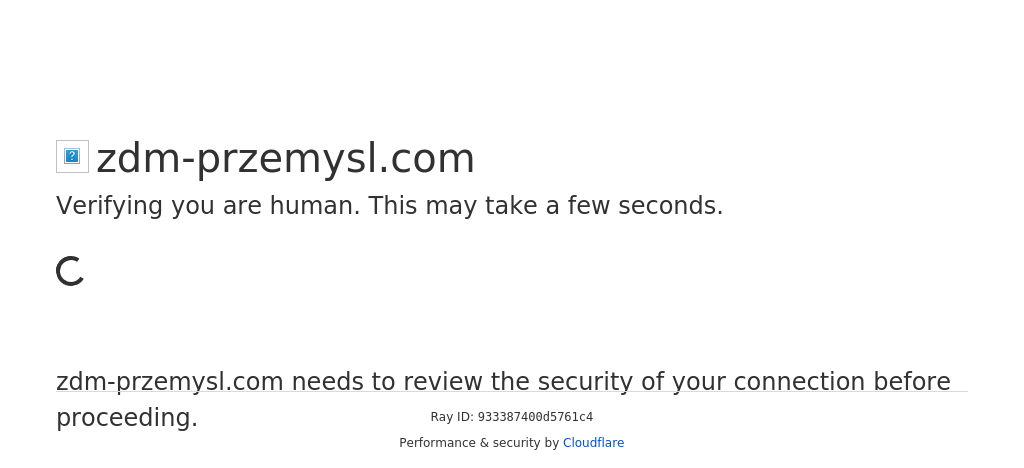 zdm-przemysl.com
Verifying you are human. This may take a few seconds.
zdm-przemysl.com needs to review the security of your connection before
proceeding.
Ray ID: 933387400d5761c4
Performance & security by Cloudflare